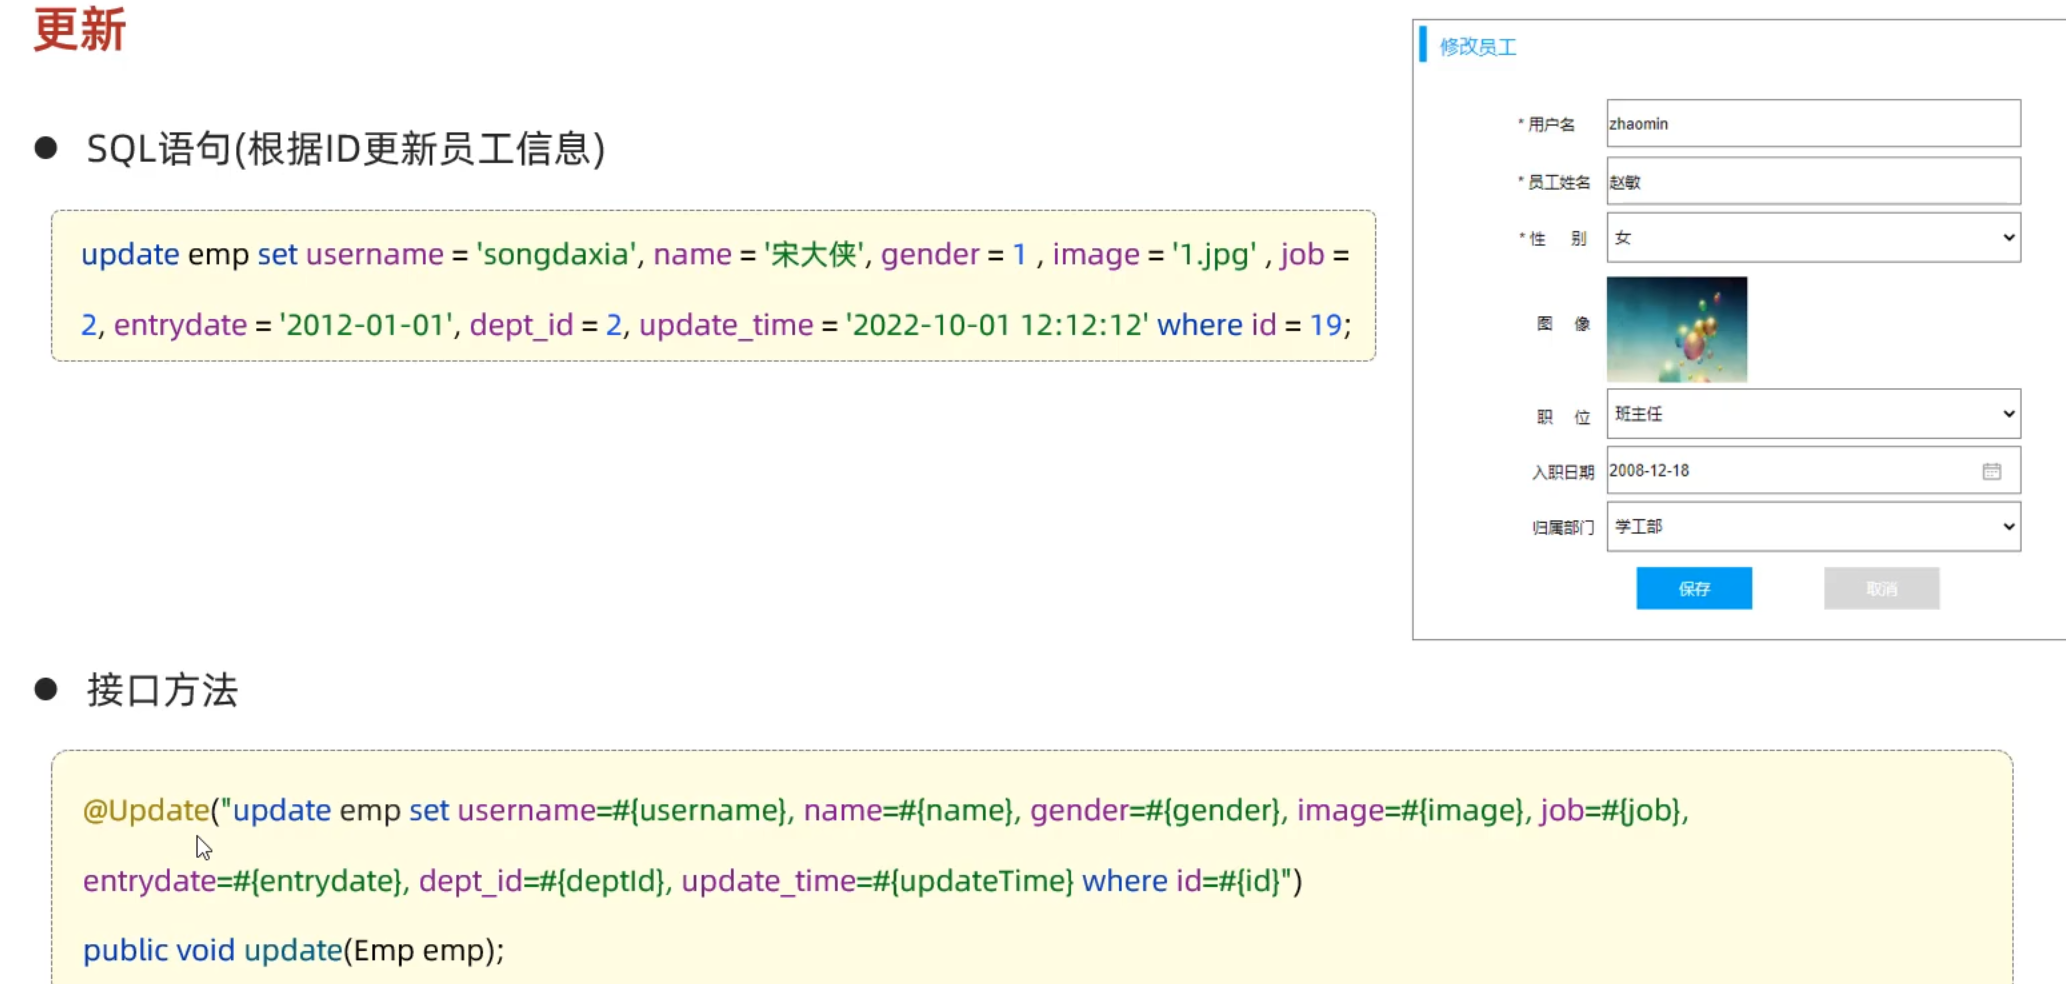 更新
SQL语句(根据ID更新员工信息)
update emp set username = 'songdaxia', name = '宋大侠', gender = 1 , image = '1.jpg' , job =
2, entrydate = '2012-01-01', dept_id = 2, update_time = '2022-10-01 12:12:12' where id = 19;
修改员工
* 用户名 zhaomin
* 员工姓名 赵敏
* 性 别 女
图 像
职 位 班主任
入职日期 2008-12-18
归属部门 学工部
保存 取消
接口方法
@Update("update emp set username=#{username}, name=#{name}, gender=#{gender}, image=#{image}, job=#{job},
entrydate=#{entrydate}, dept_id=#{deptId}, update_time=#{updateTime} where id=#{id}")
public void update(Emp emp);